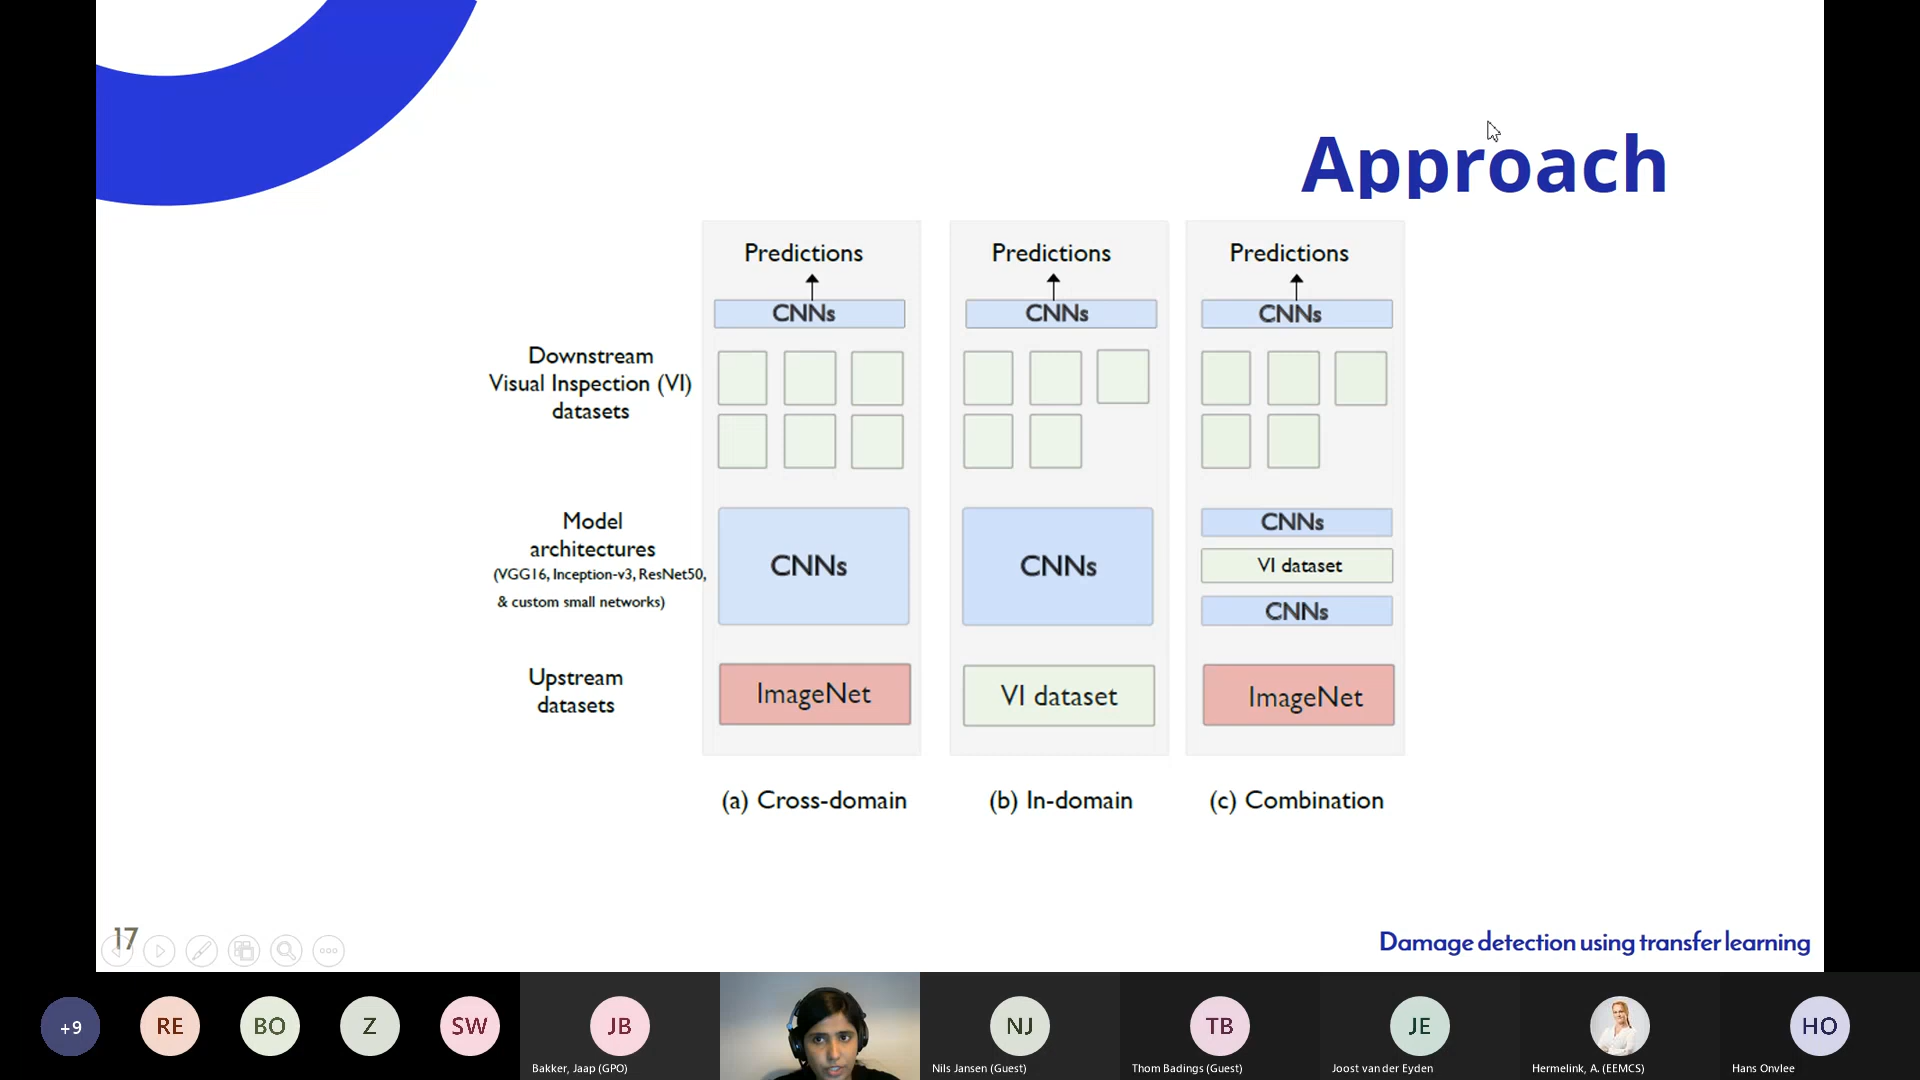 Approach
Predictions
Predictions
Predictions
CNNs
CNNs
CNNs
Downstream
Visual Inspection (VI)
datasets
Model
architectures
(VGG16, Inception-v3, ResNet50,
& custom small networks)
CNNs
CNNs
CNNs
VI dataset
CNNs
Upstream
datasets
ImageNet
VI dataset
ImageNet
(a) Cross-domain
(b) In-domain
(c) Combination
17
Damage detection using transfer learning
+9
RE
BO
Z
SW
JB
NJ
TB
JE
HO
Bakker, Jaap (GPO)
Nils Jansen (Guest)
Thom Badings (Guest)
Joost van der Eyden
Hermelink, A. (EEMCS)
Hans Onvlee